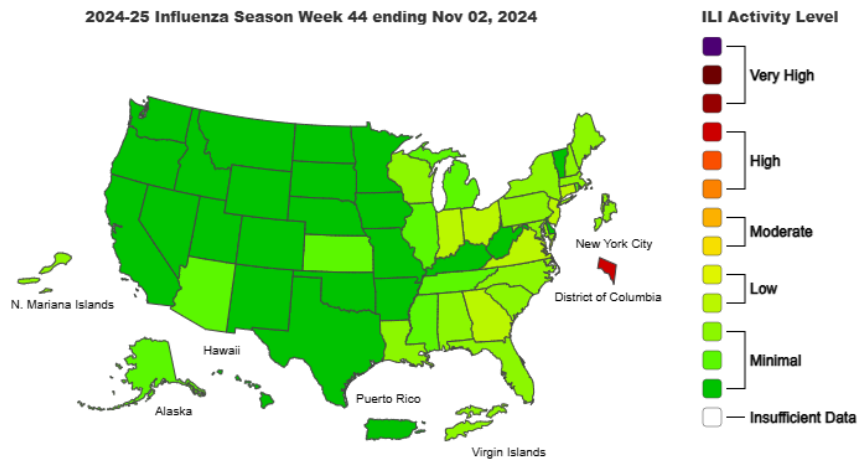 2024-25 Influenza Season Week 44 ending Nov 02, 2024
ILI Activity Level
Very High
High
Moderate
Low
Minimal
Insufficient Data
New York City
District of Columbia
N. Mariana Islands
Hawaii
Alaska
Puerto Rico
Virgin Islands